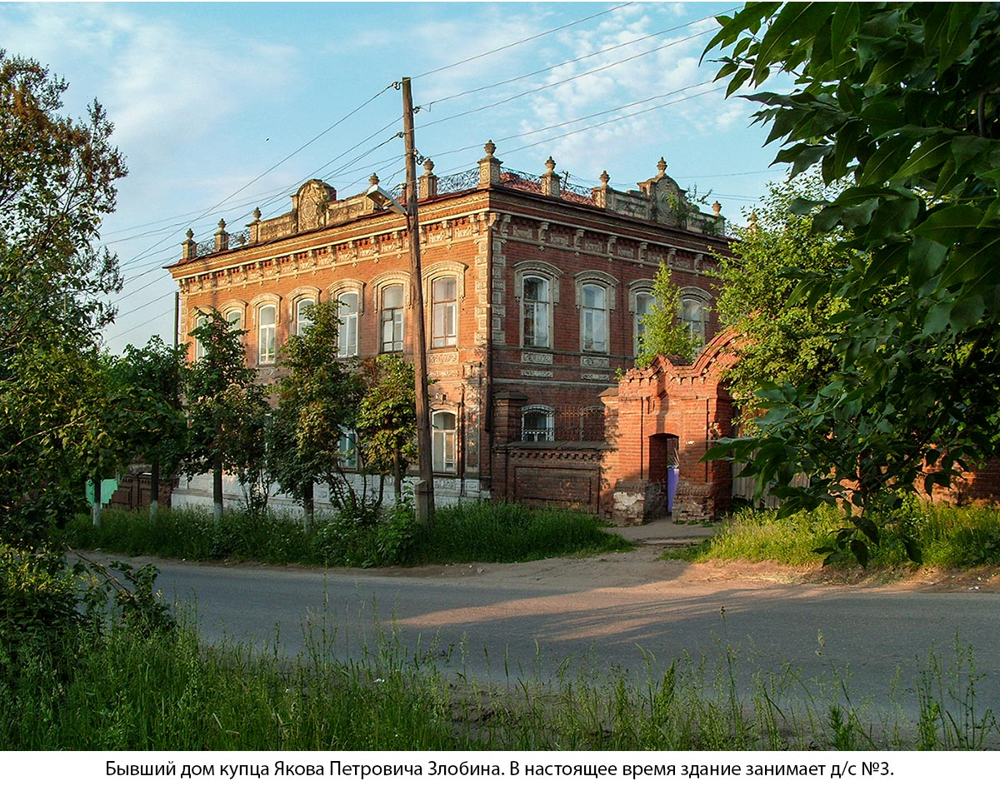 Бывший дом купца Якова Петровича Злобина. В настоящее время здание занимает д/с №3.